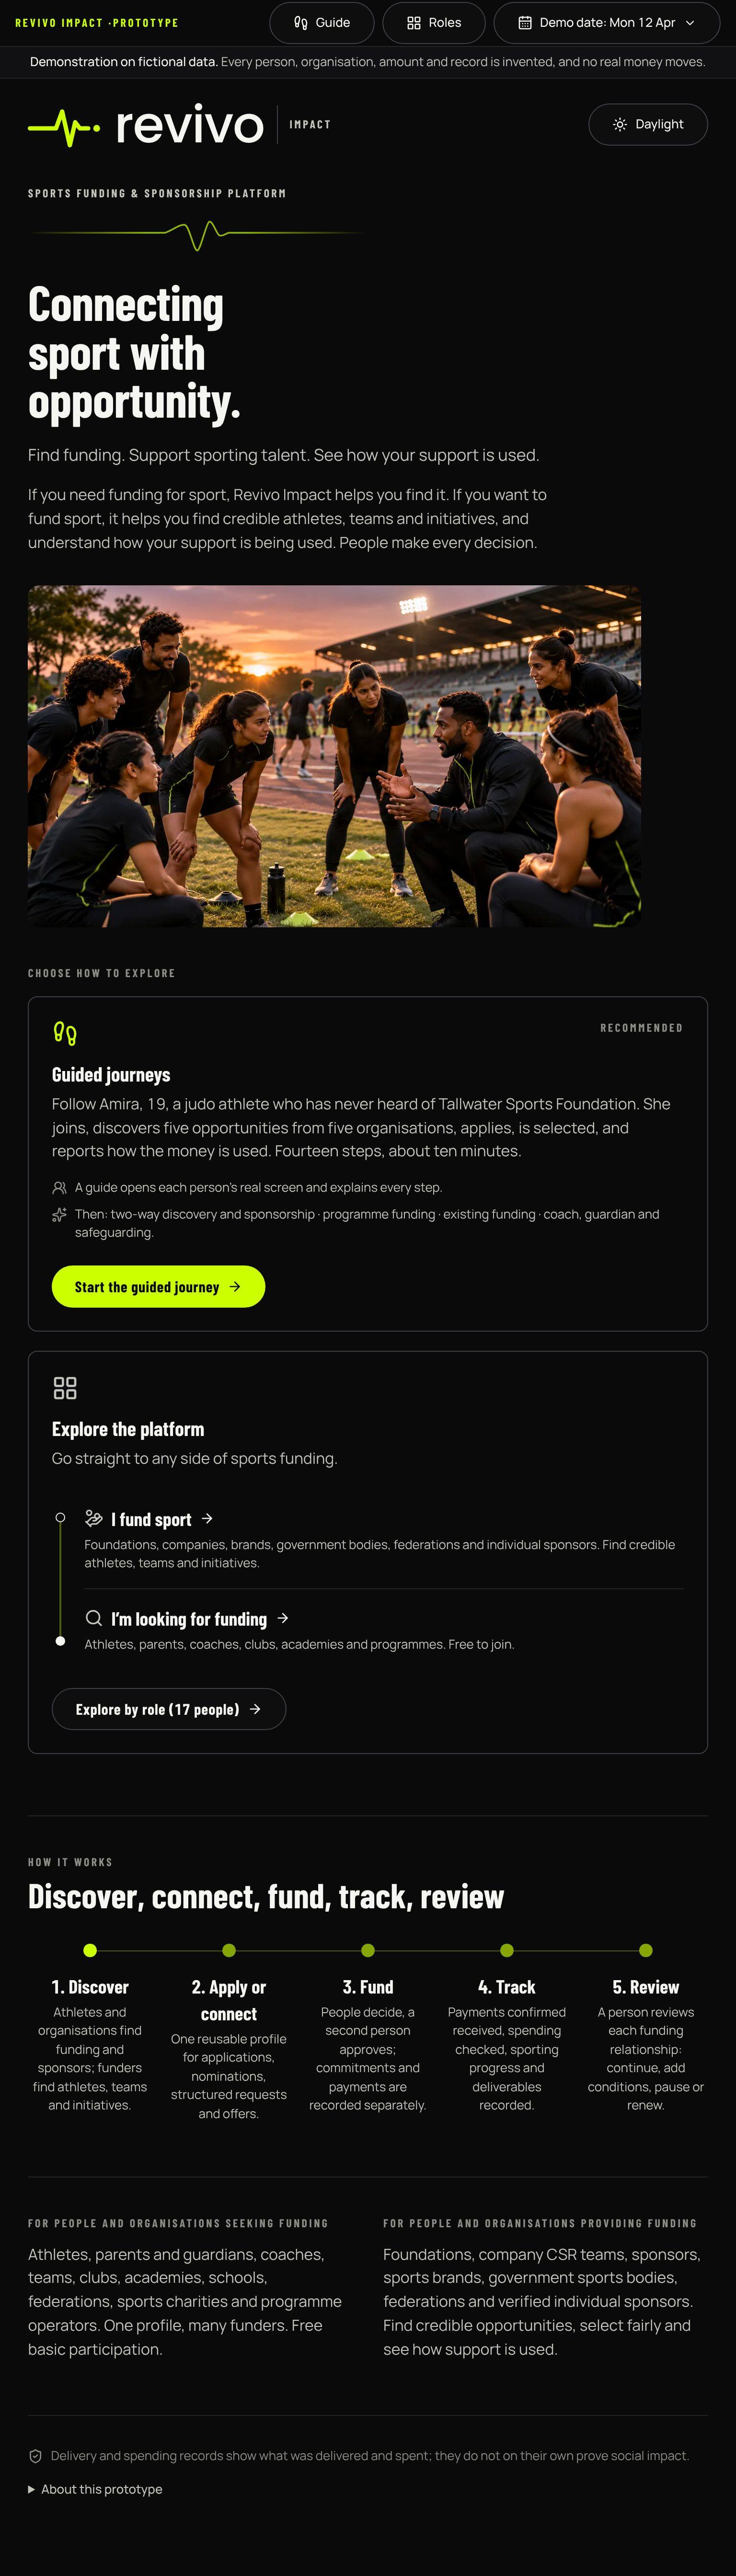 REVIVO IMPACT ·PROTOTYPE
Guide
Roles
Demo date: Mon 12 Apr
Demonstration on fictional data. Every person, organisation, amount and record is invented, and no real money moves.
revivo
IMPACT
Daylight
SPORTS FUNDING & SPONSORSHIP PLATFORM
Connecting
sport with
opportunity.
Find funding. Support sporting talent. See how your support is used.
If you need funding for sport, Revivo Impact helps you find it. If you want to
fund sport, it helps you find credible athletes, teams and initiatives, and
understand how your support is being used. People make every decision.
CHOOSE HOW TO EXPLORE
RECOMMENDED
Guided journeys
Follow Amira, 19, a judo athlete who has never heard of Tallwater Sports Foundation. She
joins, discovers five opportunities from five organisations, applies, is selected, and
reports how the money is used. Fourteen steps, about ten minutes.
A guide opens each person's real screen and explains every step.
Then: two-way discovery and sponsorship · programme funding · existing funding · coach, guardian and
safeguarding.
Start the guided journey
Explore the platform
Go straight to any side of sports funding.
I fund sport
Foundations, companies, brands, government bodies, federations and individual sponsors. Find credible
athletes, teams and initiatives.
I'm looking for funding
Athletes, parents, coaches, clubs, academies and programmes. Free to join.
Explore by role (17 people)
HOW IT WORKS
Discover, connect, fund, track, review
1. Discover
Athletes and
organisations find
funding and
sponsors; funders
find athletes, teams
and initiatives.
2. Apply or
connect
One reusable profile
for applications,
nominations,
structured requests
and offers.
3. Fund
People decide, a
second person
approves;
commitments and
payments are
recorded separately.
4. Track
Payments confirmed
received, spending
checked, sporting
progress and
deliverables
recorded.
5. Review
A person reviews
each funding
relationship:
continue, add
conditions, pause or
renew.
FOR PEOPLE AND ORGANISATIONS SEEKING FUNDING
Athletes, parents and guardians, coaches,
teams, clubs, academies, schools,
federations, sports charities and programme
operators. One profile, many funders. Free
basic participation.
FOR PEOPLE AND ORGANISATIONS PROVIDING FUNDING
Foundations, company CSR teams, sponsors,
sports brands, government sports bodies,
federations and verified individual sponsors.
Find credible opportunities, select fairly and
see how support is used.
Delivery and spending records show what was delivered and spent; they do not on their own prove social impact.
About this prototype